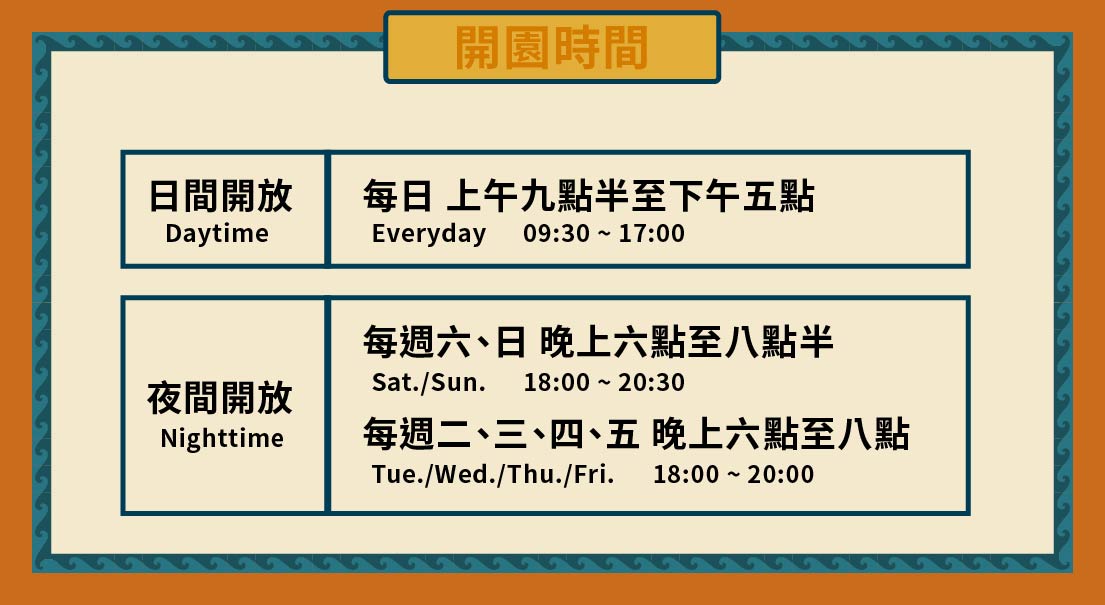 開園時間
日間開放
Daytime
每日 上午九點半至下午五點
Everyday 09:30 ~ 17:00
夜間開放
Nighttime
每週六、日 晚上六點至八點半
Sat./Sun. 18:00 ~ 20:30
每週二、三、四、五 晚上六點至八點
Tue./Wed./Thu./Fri. 18:00 ~ 20:00